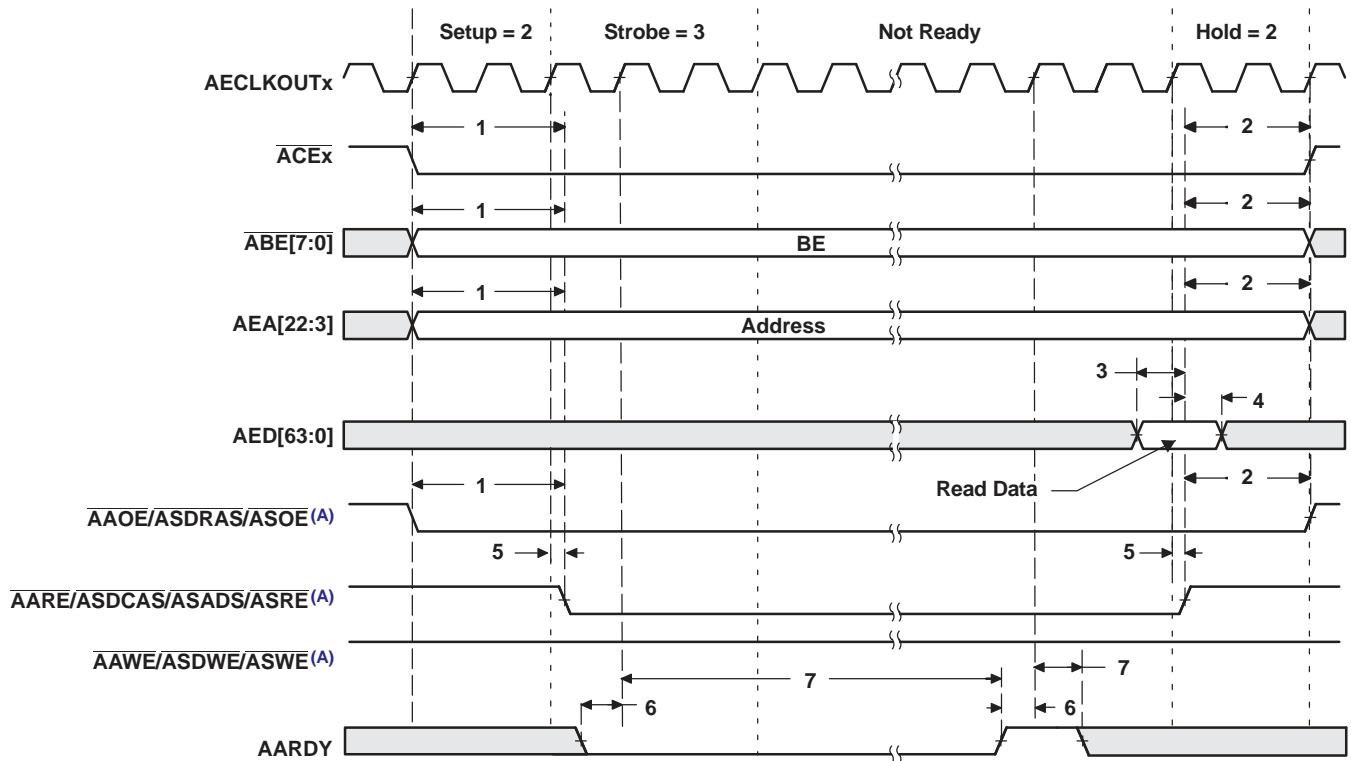 Setup = 2
Strobe = 3
Not Ready
Hold = 2
AECLKOUTx
1
2
ACEx
1
2
ABE[7:0]
BE
1
2
AEA[22:3]
Address
3
4
AED[63:0]
1
Read Data
2
AAOE/ASDRAS/ASOE(A)
5
5
AARE/ASDCAS/ASADS/ASRE(A)
AAWE/ASDWE/ASWE(A)
7
7
6
6
AARDY